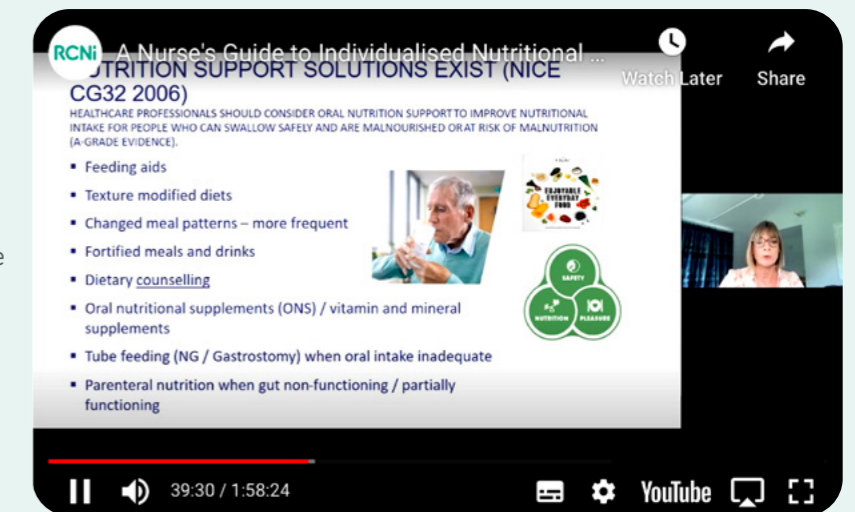 RCNi
A Nurse's Guide to Individualised Nutritional ...
Watch Later
Share
SUPPORT SOLUTIONS EXIST (NICE
CG32 2006)
HEALTHCARE PROFESSIONALS SHOULD CONSIDER ORAL NUTRITION SUPPORT TO IMPROVE NUTRITIONAL
INTAKE FOR PEOPLE WHO CAN SWALLOW SAFELY AND ARE MALNOURISHED OR AT RISK OF MALNUTRITION
(A-GRADE EVIDENCE).
▪ Feeding aids
▪ Texture modified diets
▪ Changed meal patterns – more frequent
▪ Fortified meals and drinks
▪ Dietary counselling
▪ Oral nutritional supplements (ONS) / vitamin and mineral
supplements
▪ Tube feeding (NG / Gastrostomy) when oral intake inadequate
▪ Parenteral nutrition when gut non-functioning / partially
functioning
ENJOYABLE
EVERYDAY
FOOD
SAFETY
NUTRITION
PLEASURE
e
39:30 / 1:58:24
YouTube